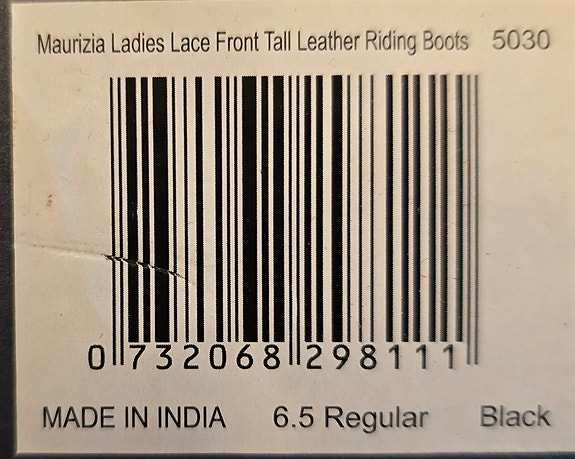 Maurizia Ladies Lace Front Tall Leather Riding Boots 5030
0 732068 298111
MADE IN INDIA 6.5 Regular Black